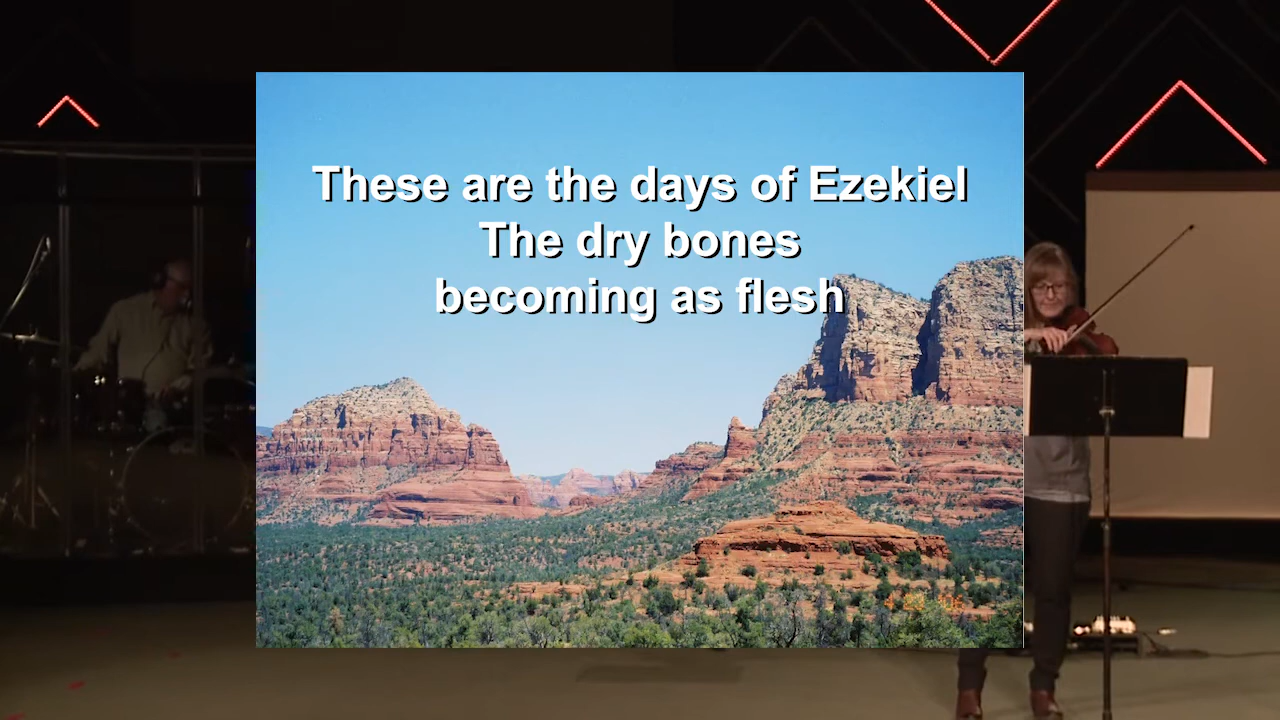 These are the days of Ezekiel
The dry bones
becoming as flesh